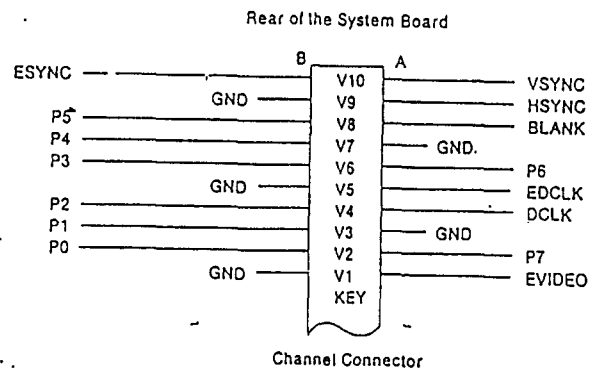 Rear of the System Board
B A
ESYNC V10 VSYNC
GND V9 HSYNC
P5 V8 BLANK
P4 V7 GND.
P3 V6 P6
GND V5 EDCLK
P2 V4 DCLK
P1 V3 GND
P0 V2 P7
GND V1 EVIDEO
KEY
Channel Connector